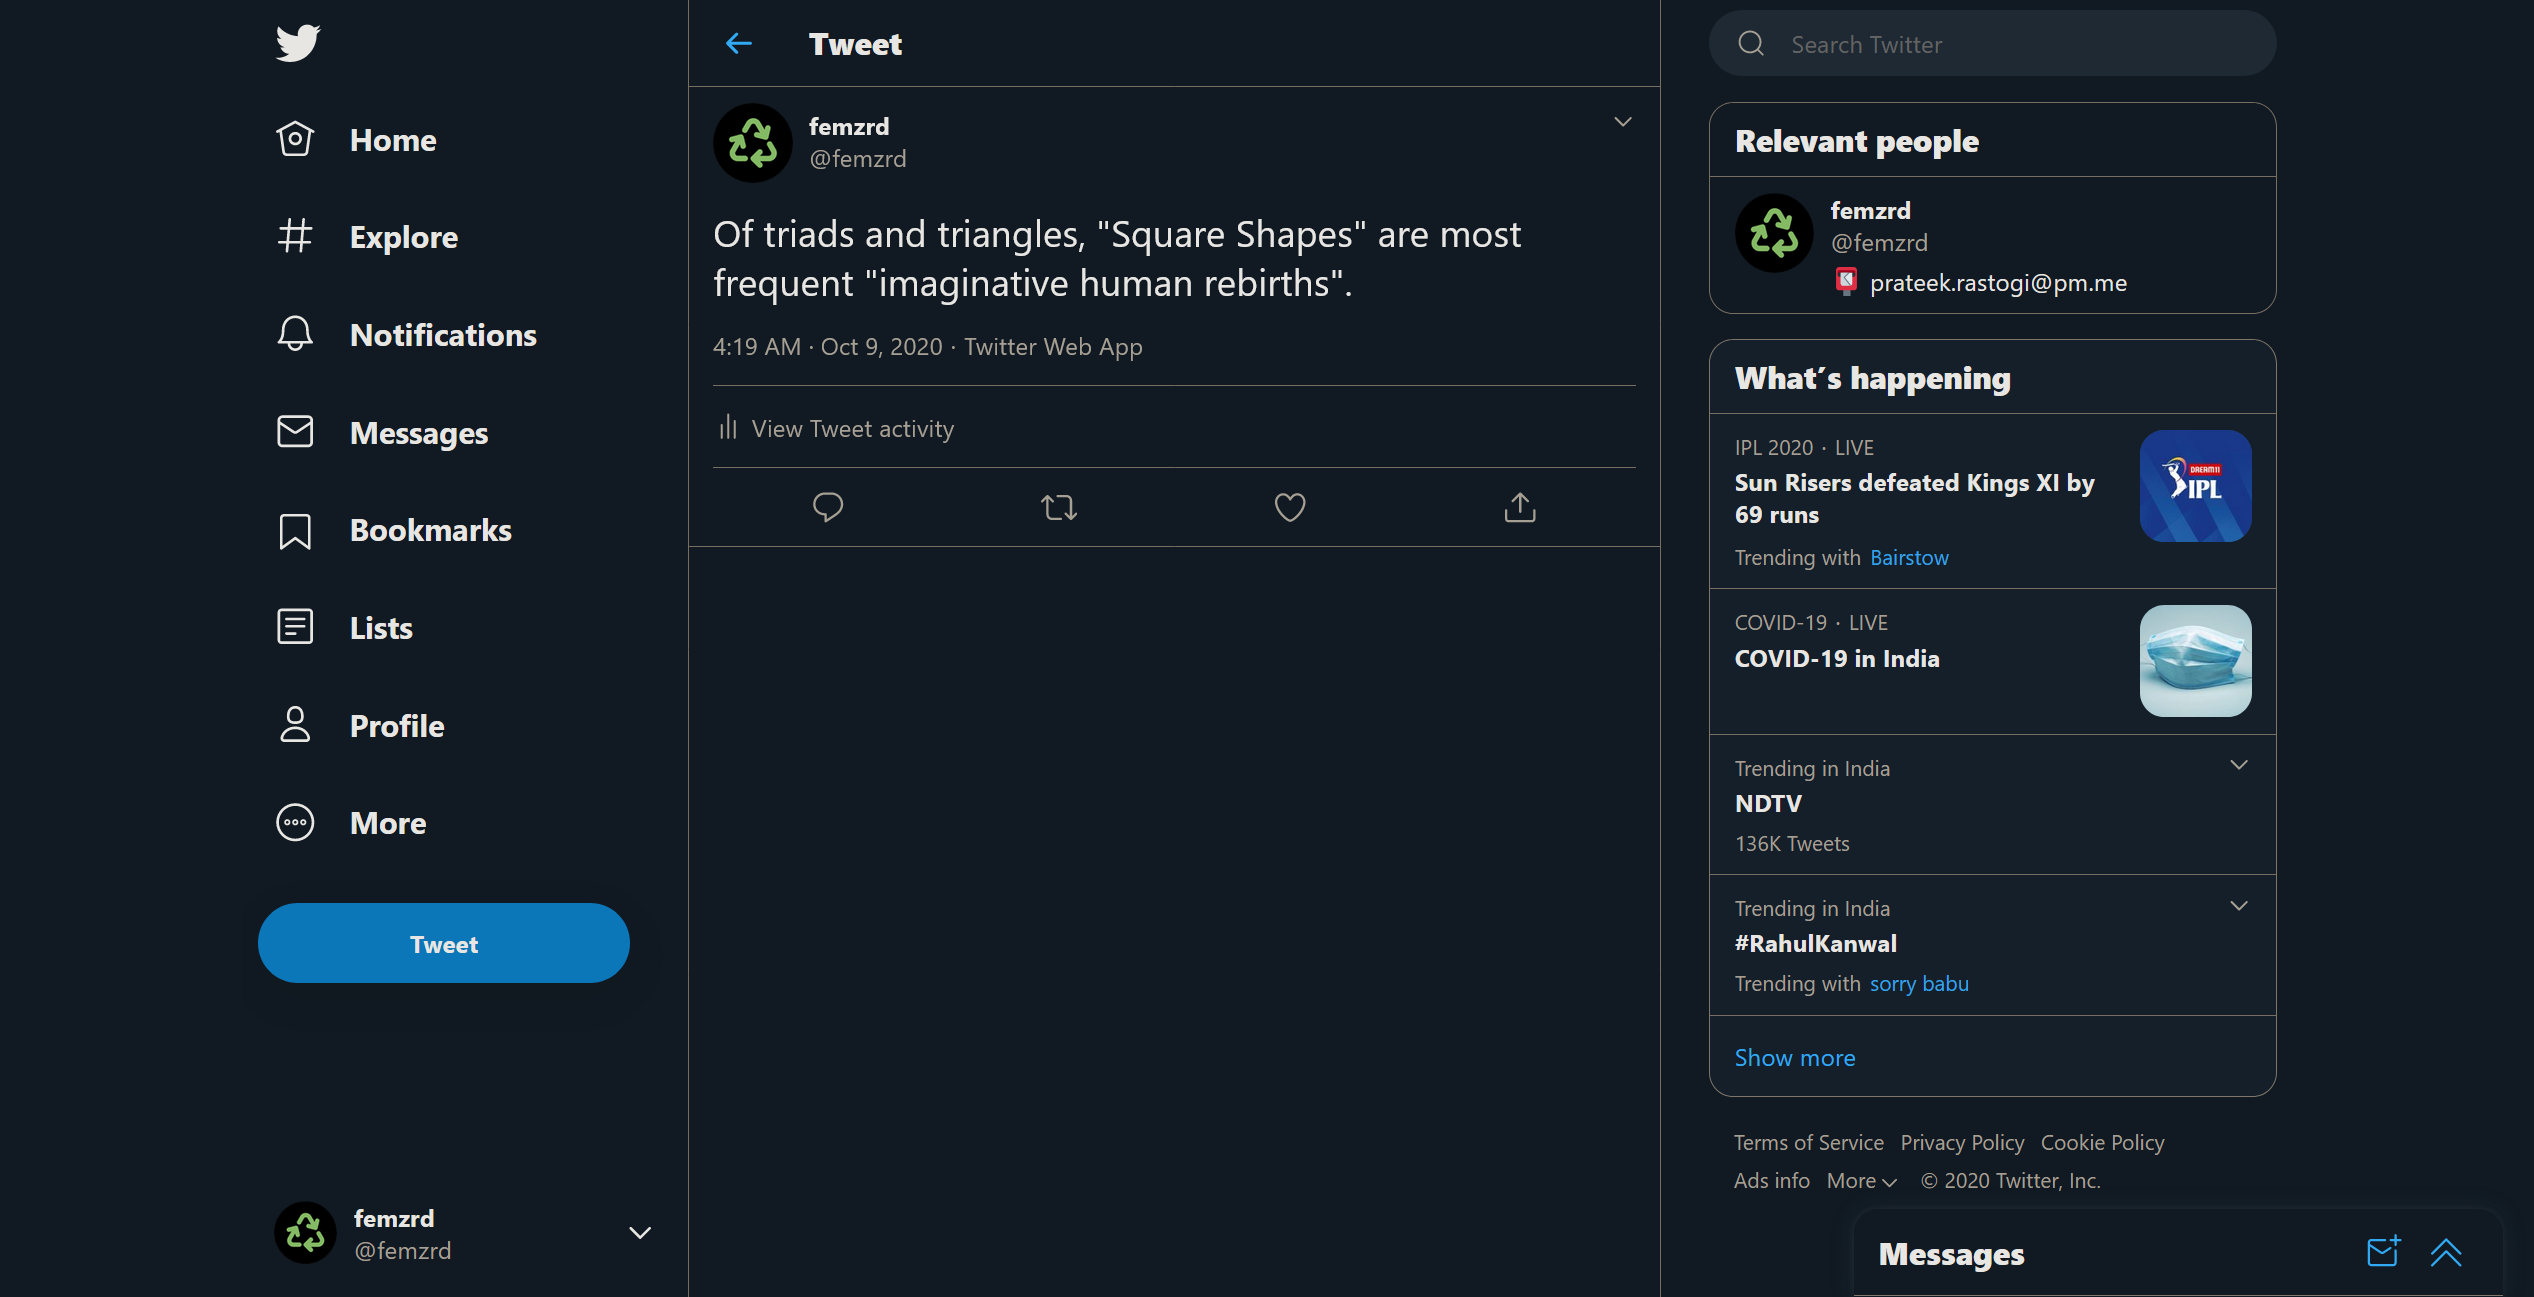 Home
Explore
Notifications
Messages
Bookmarks
Lists
Profile
More
Tweet
femzrd
@femzrd
Tweet
femzrd
@femzrd
Of triads and triangles, "Square Shapes" are most
frequent "imaginative human rebirths".
4:19 AM · Oct 9, 2020 · Twitter Web App
View Tweet activity
Search Twitter
Relevant people
femzrd
@femzrd
prateek.rastogi@pm.me
What's happening
IPL 2020 · LIVE
Sun Risers defeated Kings XI by
69 runs
Trending with Bairstow
DREAM11
IPL
COVID-19 · LIVE
COVID-19 in India
Trending in India
NDTV
136K Tweets
Trending in India
#RahulKanwal
Trending with sorry babu
Show more
Terms of Service Privacy Policy Cookie Policy
Ads info More © 2020 Twitter, Inc.
Messages